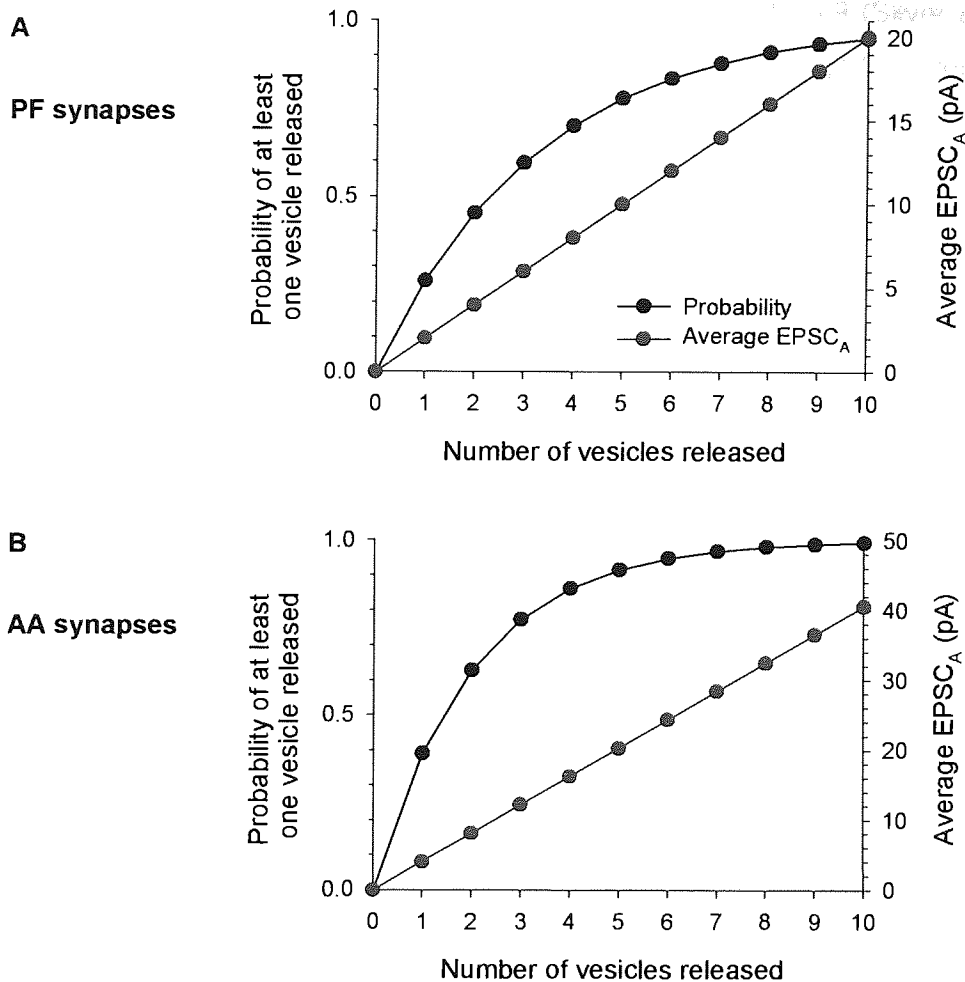 A
PF synapses
Probability of at least
one vesicle released
1.0
0.5
0.0
20
15
10
5
0
Average EPSCA (pA)
Probability
Average EPSCA
0 1 2 3 4 5 6 7 8 9 10
Number of vesicles released
B
AA synapses
Probability of at least
one vesicle released
1.0
0.5
0.0
50
40
30
20
10
0
Average EPSCA (pA)
0 1 2 3 4 5 6 7 8 9 10
Number of vesicles released